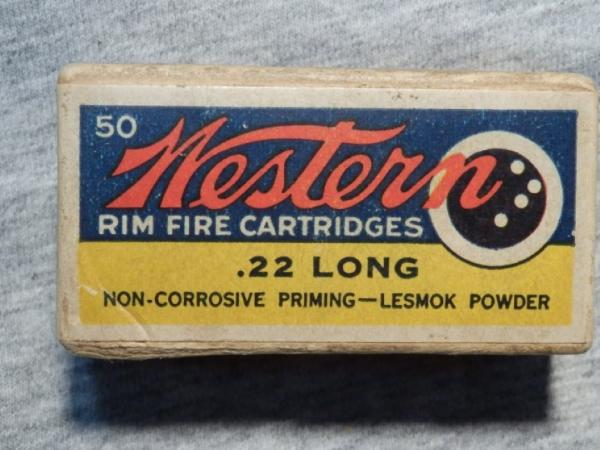 50
Western
RIM FIRE CARTRIDGES
.22 LONG
NON-CORROSIVE PRIMING—LESMOK POWDER